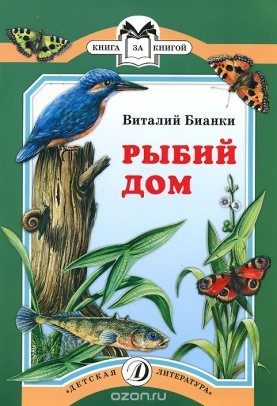 КНИГА ЗА КНИГОЙ
Виталий Бианки
РЫБИЙ
ДОМ
Д
"ДЕТСКАЯ ЛИТЕРАТУРА"
ozon.ru